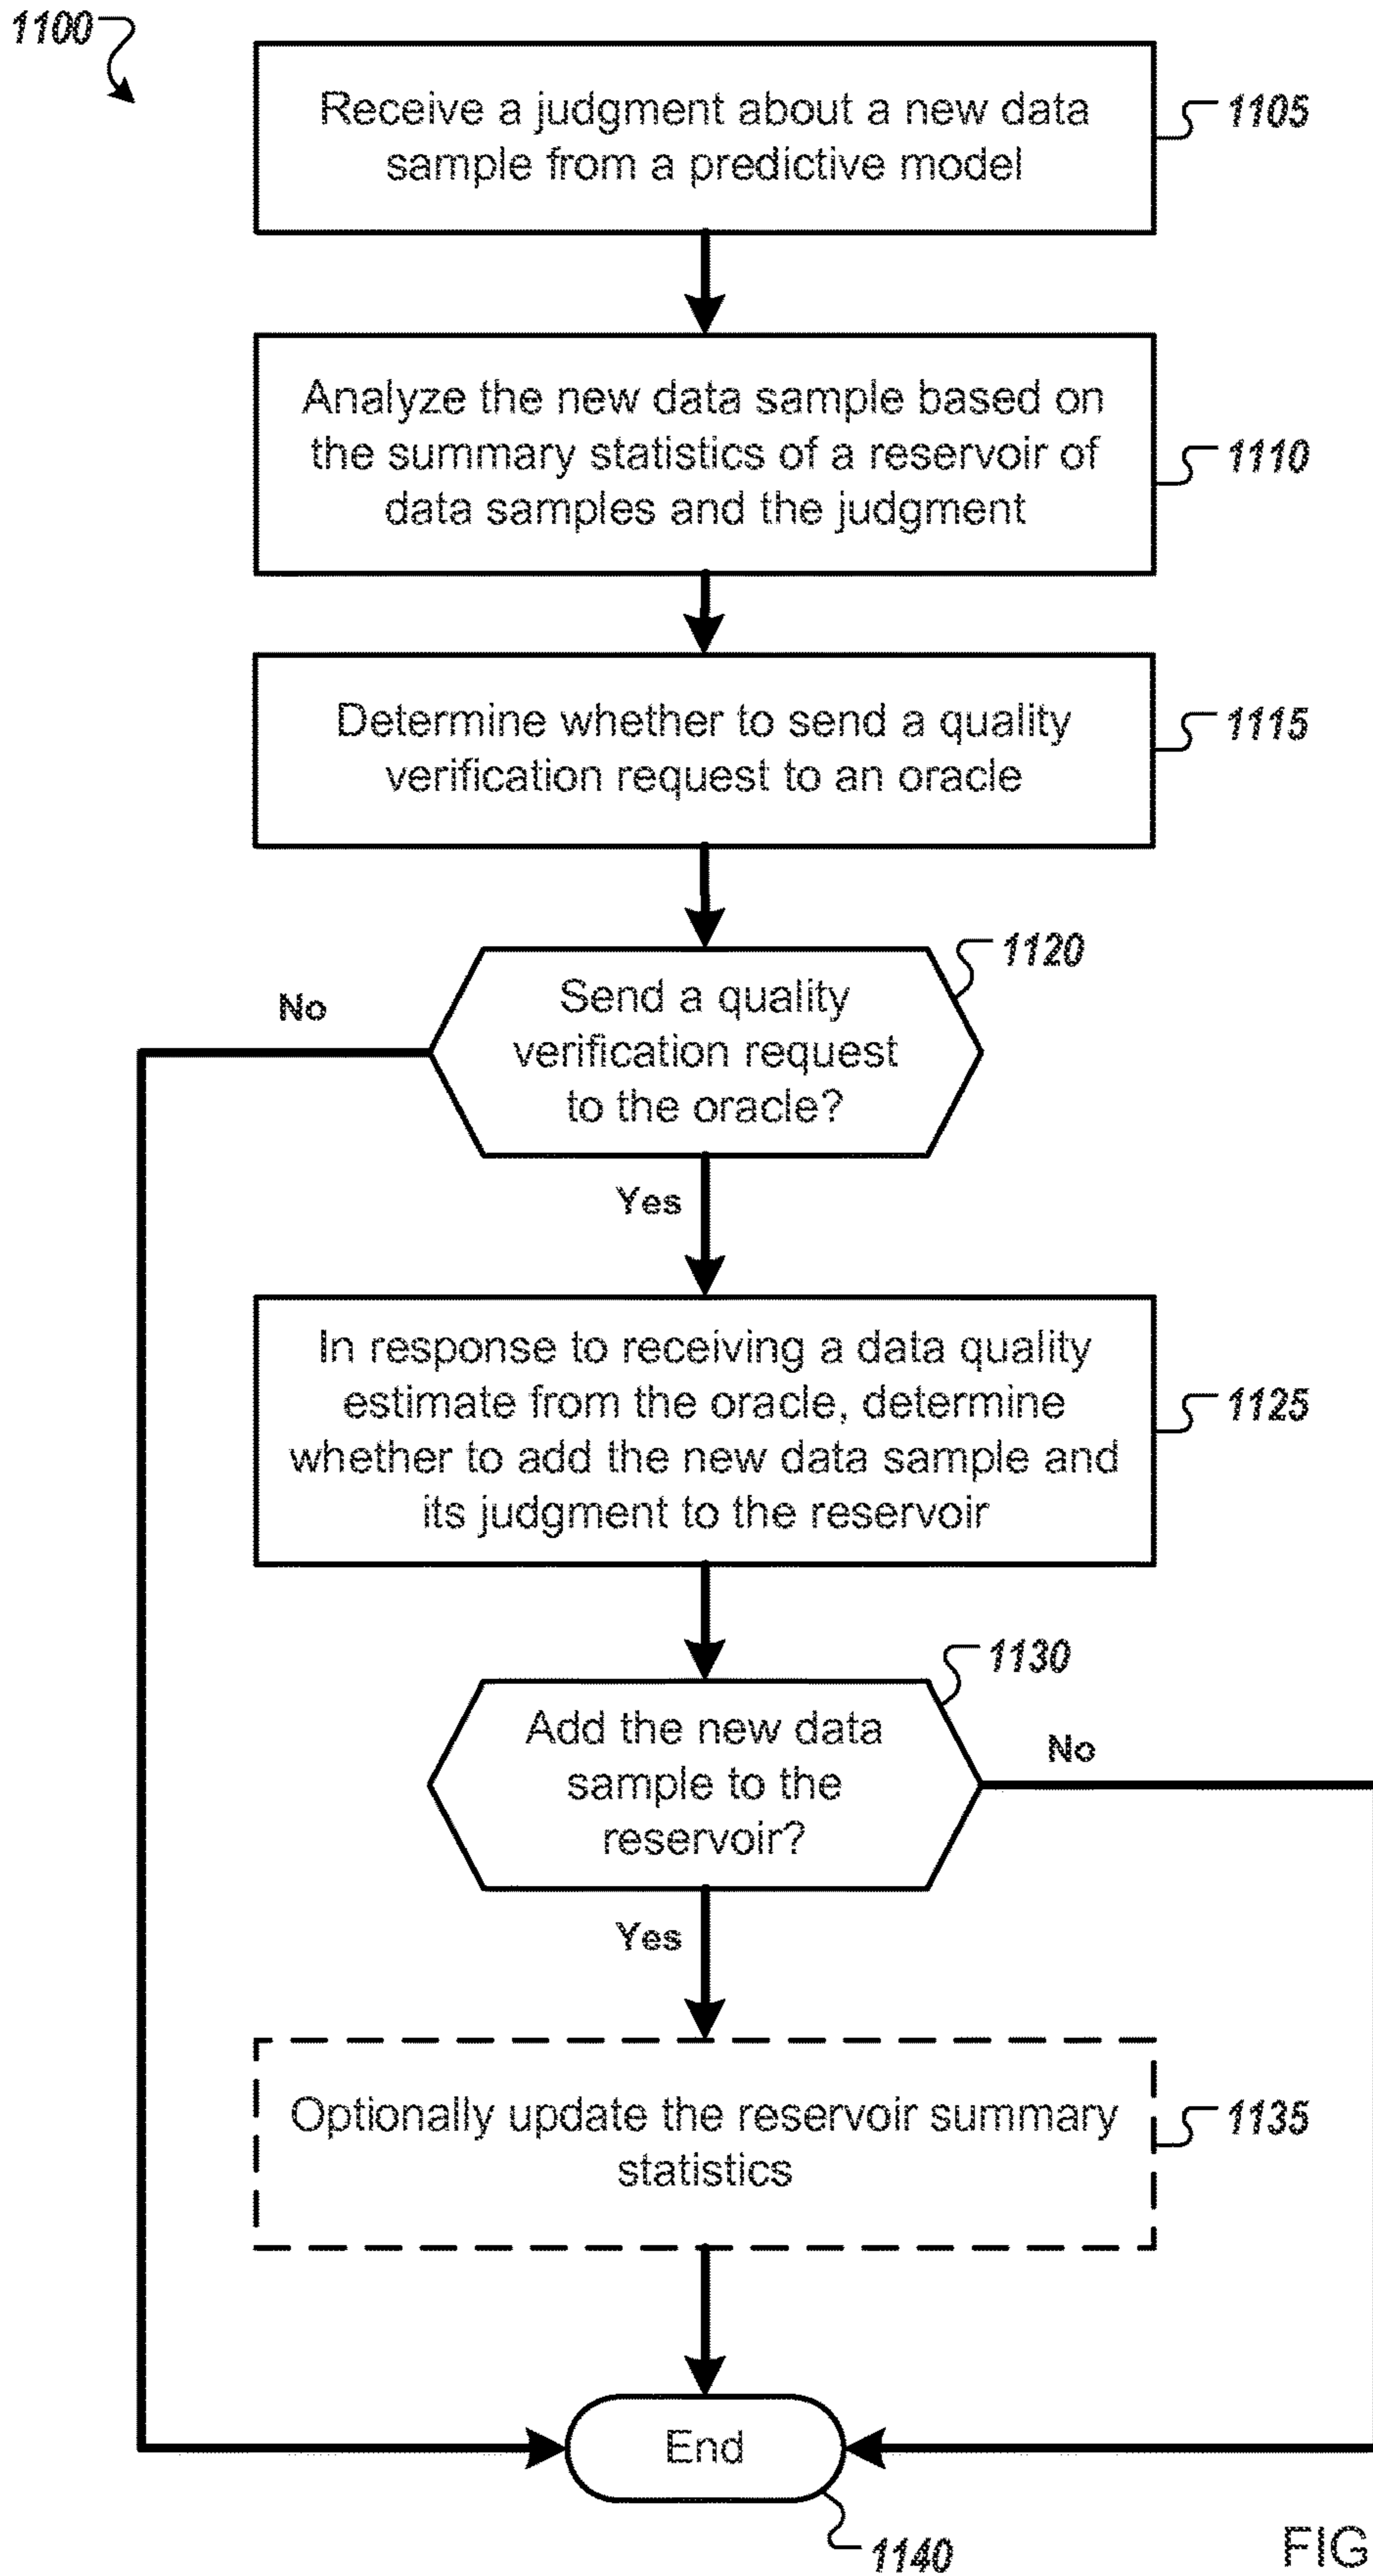 1100
Receive a judgment about a new data
sample from a predictive model
1105
Analyze the new data sample based on
the summary statistics of a reservoir of
data samples and the judgment
1110
Determine whether to send a quality
verification request to an oracle
1115
1120
No
Send a quality
verification request
to the oracle?
Yes
In response to receiving a data quality
estimate from the oracle, determine
whether to add the new data sample and
its judgment to the reservoir
1125
1130
Add the new data
sample to the
reservoir?
No
Yes
Optionally update the reservoir summary
statistics
1135
End
1140
FIG